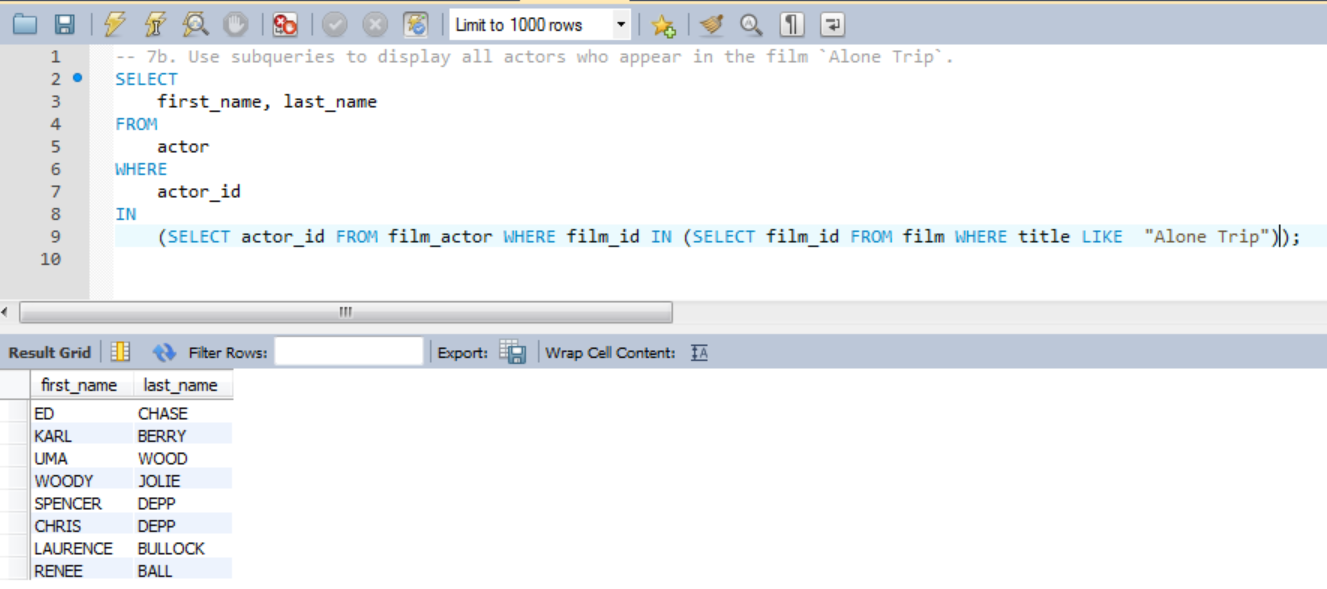 Limit to 1000 rows
1 -- 7b. Use subqueries to display all actors who appear in the film `Alone Trip`.
2 SELECT
3 first_name, last_name
4 FROM
5 actor
6 WHERE
7 actor_id
8 IN
9 (SELECT actor_id FROM film_actor WHERE film_id IN (SELECT film_id FROM film WHERE title LIKE  "Alone Trip"));
10
Result Grid Filter Rows: Export: Wrap Cell Content:
first_name last_name
ED CHASE
KARL BERRY
UMA WOOD
WOODY JOLIE
SPENCER DEPP
CHRIS DEPP
LAURENCE BULLOCK
RENEE BALL